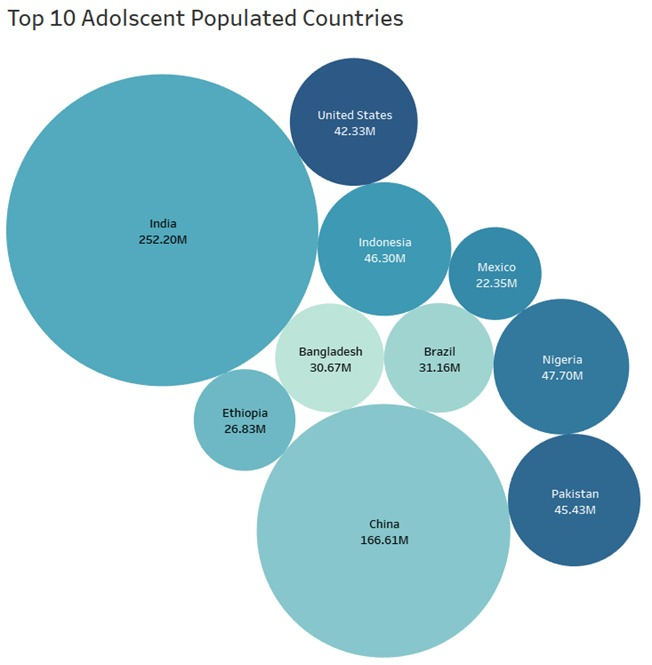 Top 10 Adolscent Populated Countries
United States
42.33M
India
252.20M
Indonesia
46.30M
Mexico
22.35M
Bangladesh
30.67M
Brazil
31.16M
Nigeria
47.70M
Ethiopia
26.83M
Pakistan
45.43M
China
166.61M